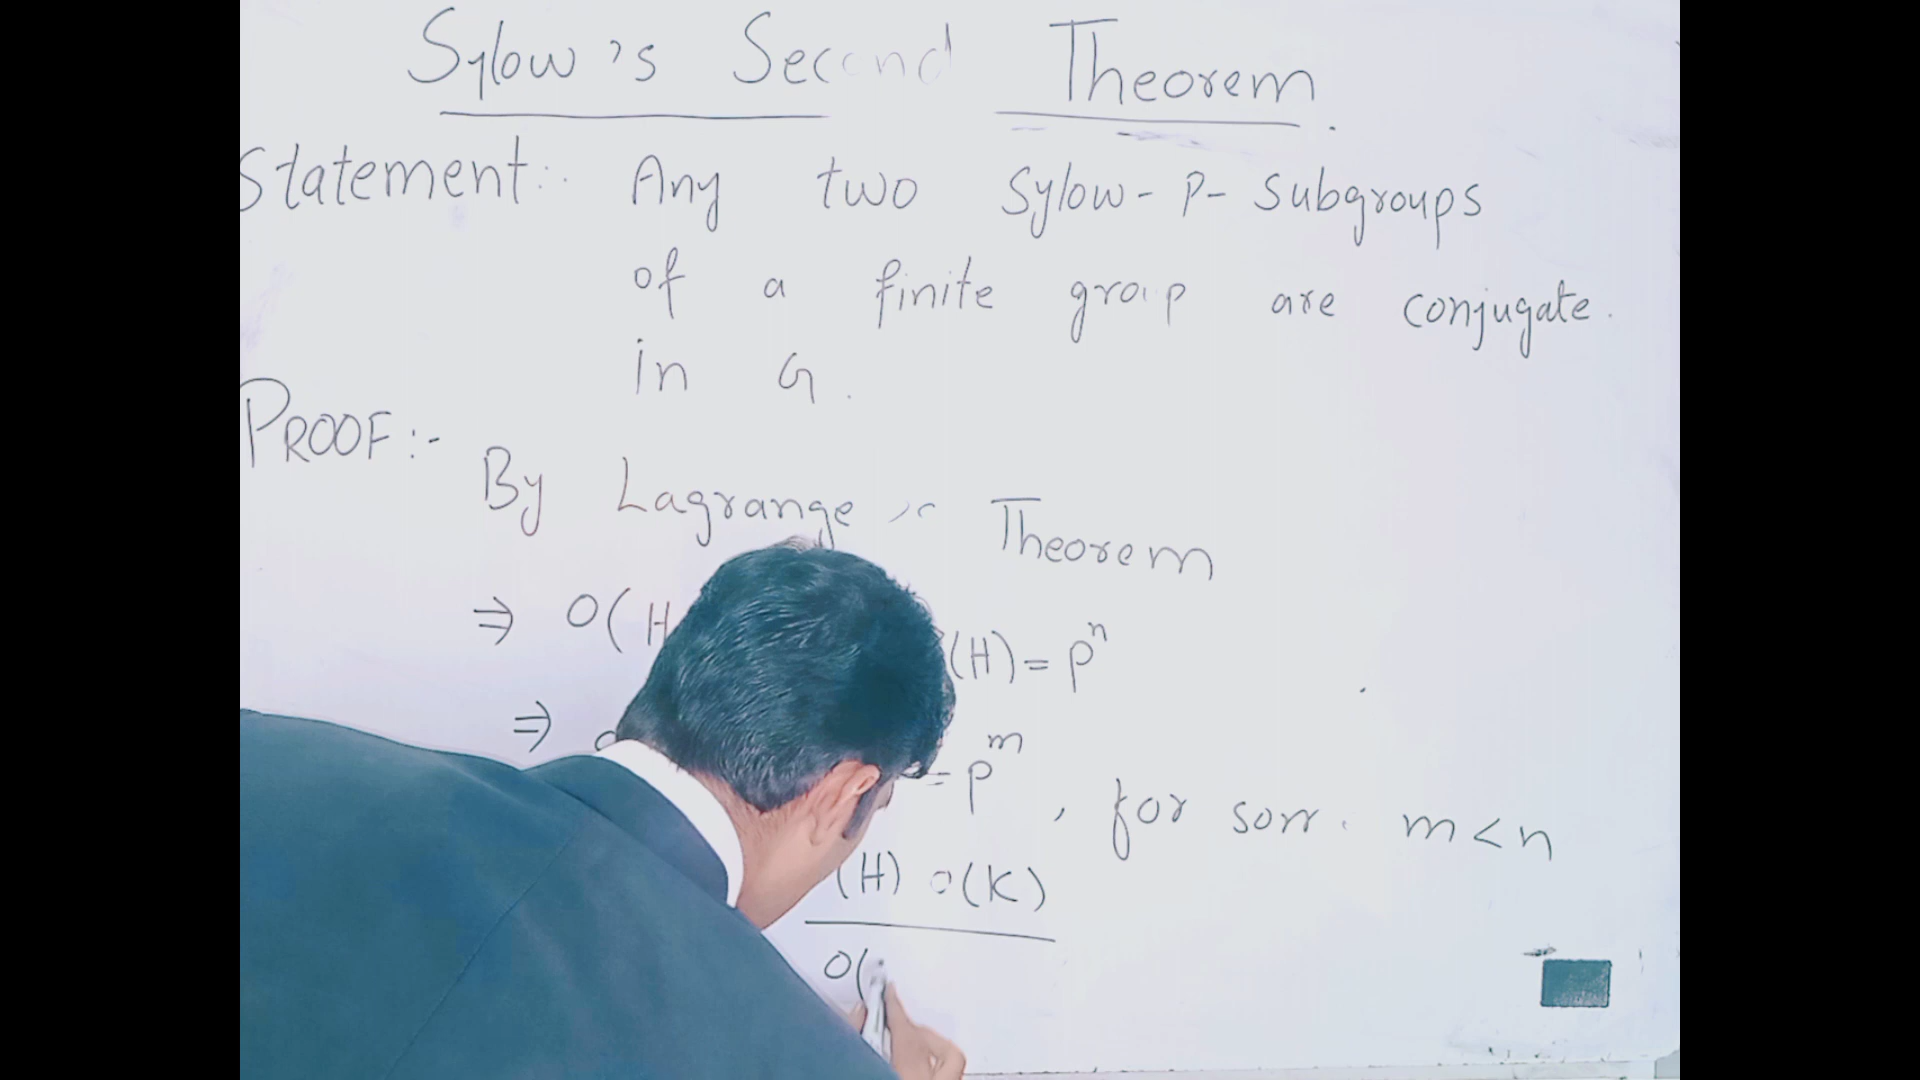 Sylow's Second Theorem.
Statement:- Any two Sylow-P-Subgroups
of a finite group are conjugate.
in G.
PROOF:-
By Lagrange's Theorem
⇒ O(H (H) = p^n
⇒ = p^m, for some m<n
(H) o(K)
O(